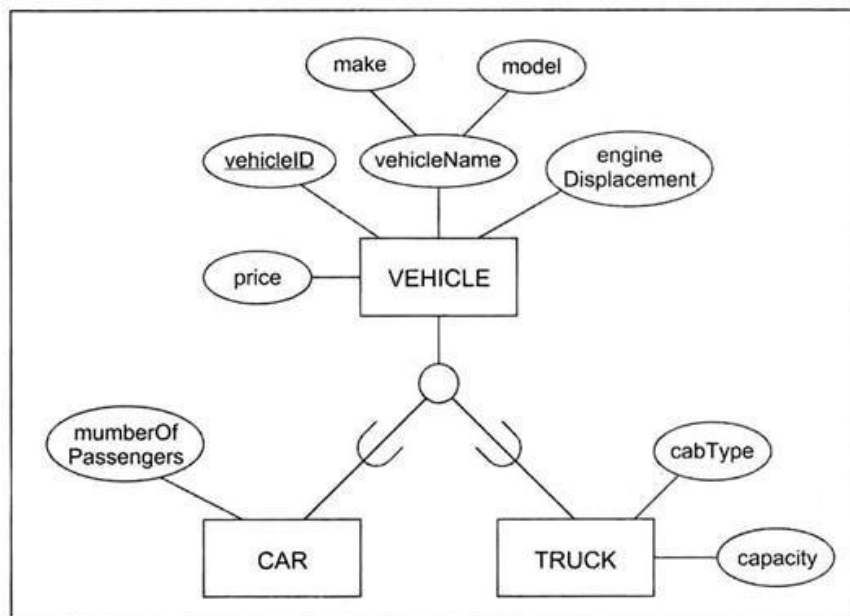 make
model
vehicleID
vehicleName
engine
Displacement
price
VEHICLE
mumberOf
Passengers
cabType
CAR
TRUCK
capacity